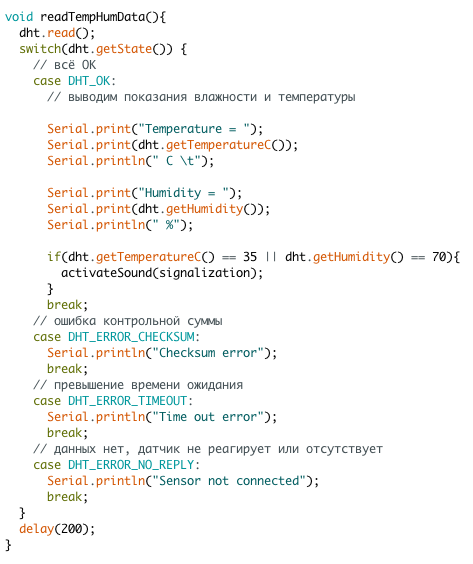 void readTempHumData(){
  dht.read();
  switch(dht.getState()) {
    // всё OK
    case DHT_OK:
      // выводим показания влажности и температуры

      Serial.print("Temperature = ");
      Serial.print(dht.getTemperatureC());
      Serial.println(" C \t");

      Serial.print("Humidity = ");
      Serial.print(dht.getHumidity());
      Serial.println(" %");

      if(dht.getTemperatureC() == 35 || dht.getHumidity() == 70){
        activateSound(signalization);
      }
      break;
    // ошибка контрольной суммы
    case DHT_ERROR_CHECKSUM:
      Serial.println("Checksum error");
      break;
    // превышение времени ожидания
    case DHT_ERROR_TIMEOUT:
      Serial.println("Time out error");
      break;
    // данных нет, датчик не реагирует или отсутствует
    case DHT_ERROR_NO_REPLY:
      Serial.println("Sensor not connected");
      break;
  }
  delay(200);
}